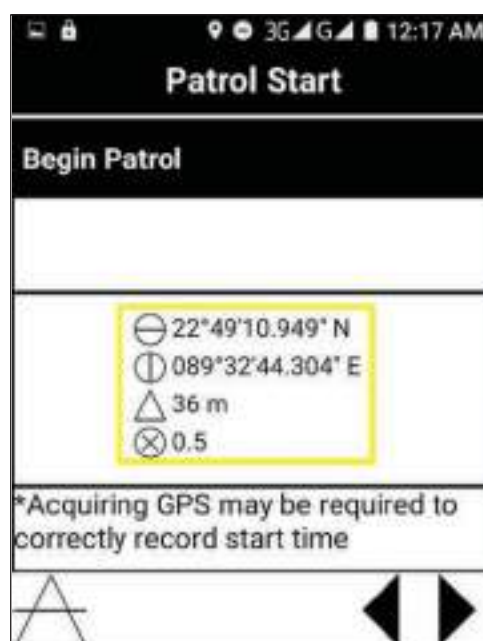 3G G 12:17 AM
Patrol Start
Begin Patrol
22°49'10.949" N
089°32'44.304" E
36 m
0.5
*Acquiring GPS may be required to
correctly record start time